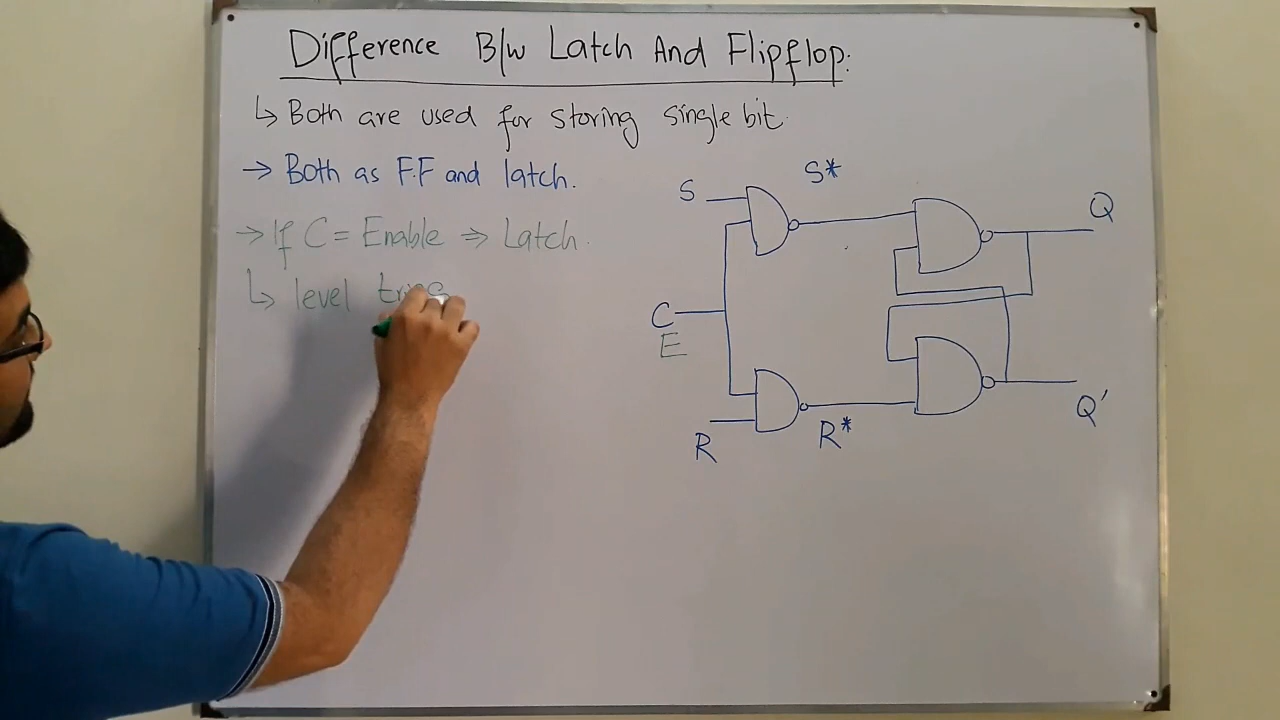 Difference B/w Latch And Flipflop:
↳ Both are used for storing single bit.
→ Both as F.F and latch.
→ If C = Enable ⇒ Latch.
↳ level
S
S*
Q
C
E
R
R*
Q'